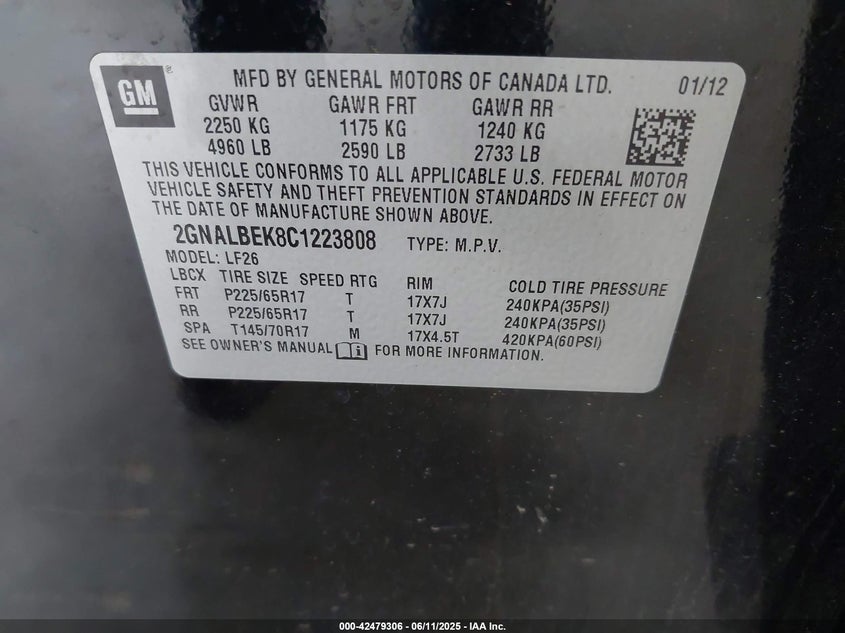 GM ®
MFD BY GENERAL MOTORS OF CANADA LTD. 01/12
GVWR GAWR FRT GAWR RR
2250 KG 1175 KG 1240 KG
4960 LB 2590 LB 2733 LB
THIS VEHICLE CONFORMS TO ALL APPLICABLE U.S. FEDERAL MOTOR
VEHICLE SAFETY AND THEFT PREVENTION STANDARDS IN EFFECT ON
THE DATE OF MANUFACTURE SHOWN ABOVE.
2GNALBEK8C1223808 TYPE: M.P.V.
MODEL: LF26
LBCX TIRE SIZE SPEED RTG RIM COLD TIRE PRESSURE
FRT P225/65R17 T 17X7J 240KPA(35PSI)
RR P225/65R17 T 17X7J 240KPA(35PSI)
SPA T145/70R17 M 17X4.5T 420KPA(60PSI)
SEE OWNER'S MANUAL FOR MORE INFORMATION.
000-42479306 - 06/11/2025 - IAA Inc.